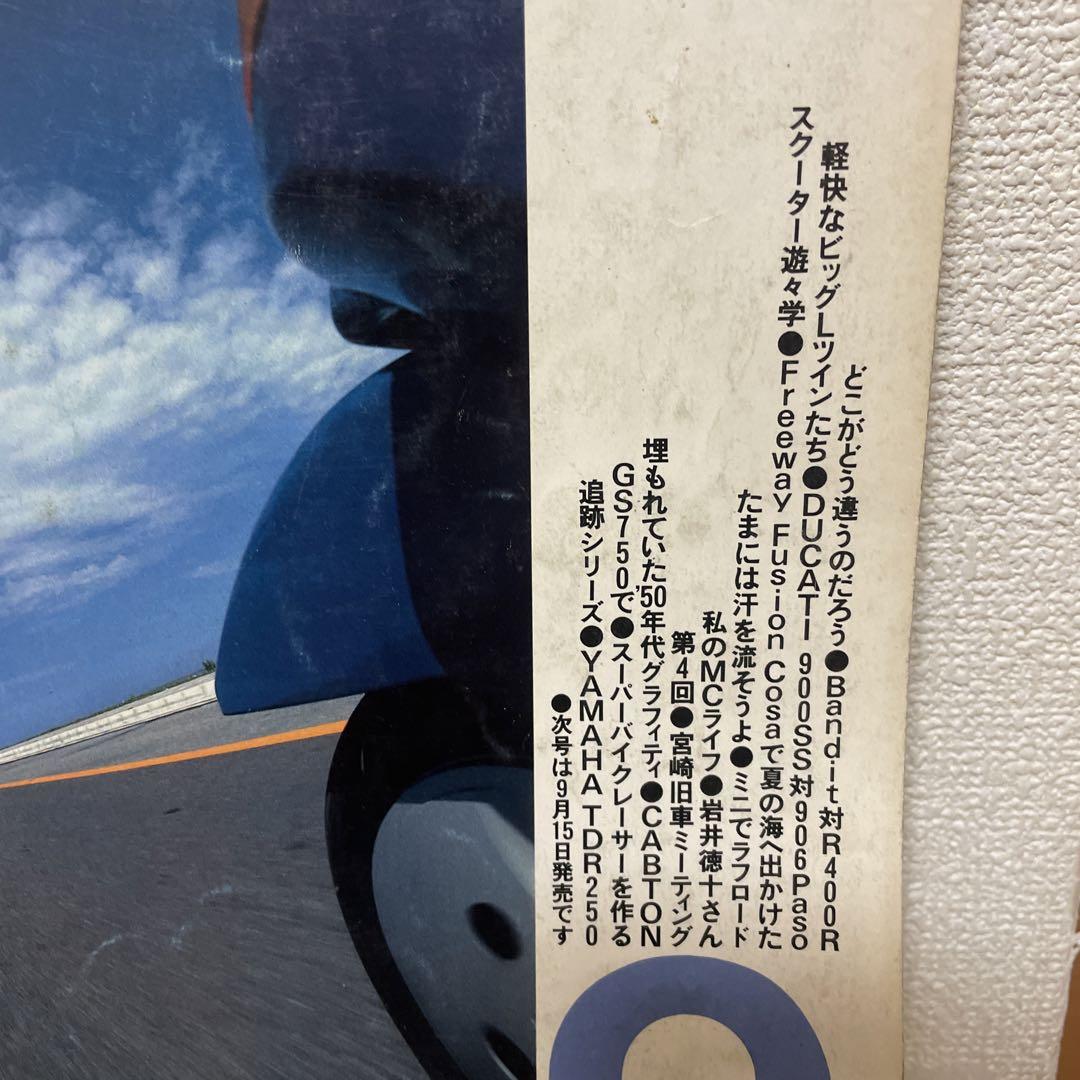 どこがどう違うのだろう●Bandit対R400R
軽快なビッグLツインたち●DUCATI 900SS対906Paso
スクーター遊々学●Freeway Fusion Cosaで夏の海へ出かけた
たまには汗を流そうよ●ミニでラフロード
私のMCライフ●岩井徳十さん
第4回●宮崎旧車ミーティング
埋もれていた'50年代グラフィティ●CABTON
GS750で●スーパーバイクレーサーを作る
追跡シリーズ●YAMAHA TDR250
●次号は9月15日発売です